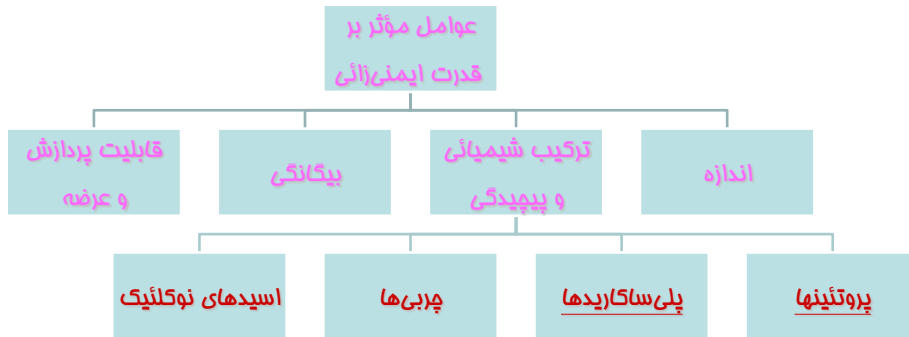 عوامل مؤثر بر
قدرت ایمنی‌زائی
اندازه
ترکیب شیمیائی
و پیچیدگی
بیگانگی
قابلیت پردازش
و عرضه
پروتئینها
پلی‌ساکاریدها
چربی‌ها
اسیدهای نوکلئیک